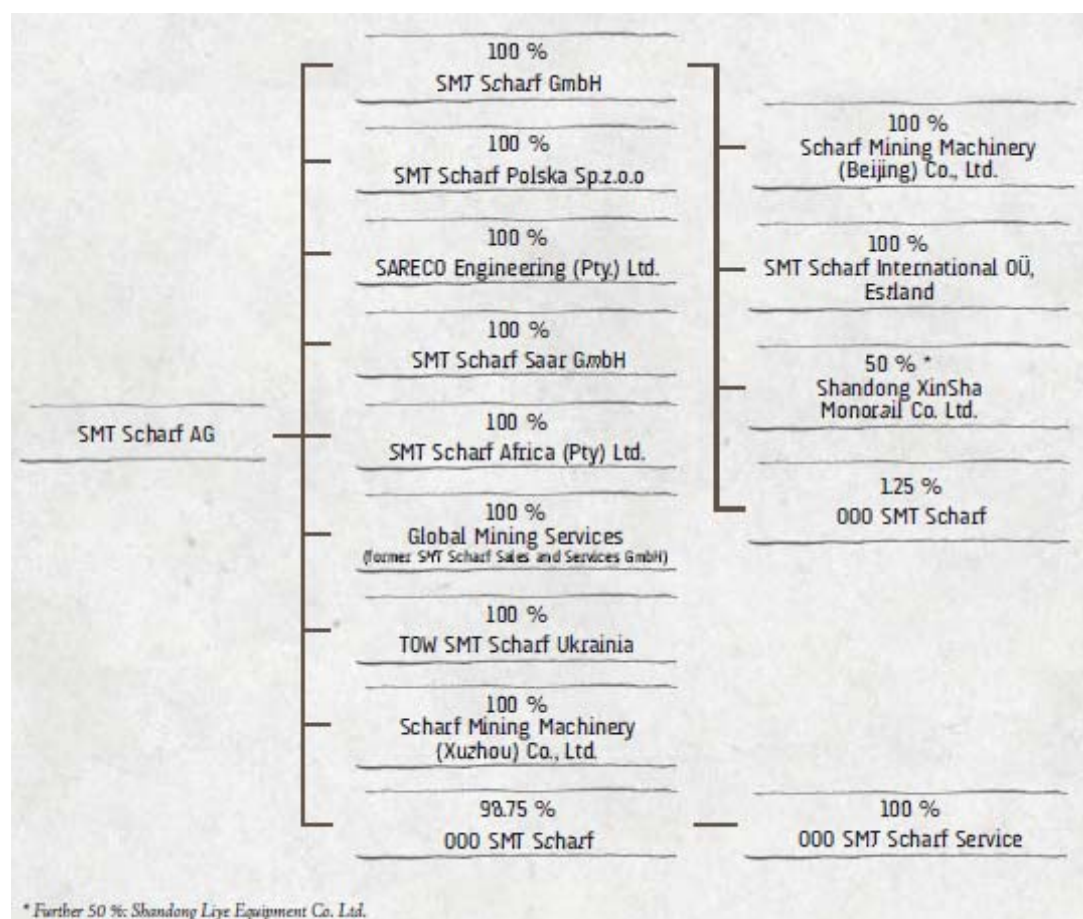 SMT Scharf AG
100 %
SMT Scharf GmbH
100 %
SMT Scharf Polska Sp.z.o.o
100 %
SARECO Engineering (Pty.) Ltd.
100 %
SMT Scharf Saar GmbH
100 %
SMT Scharf Africa (Pty) Ltd.
100 %
Global Mining Services
(former SMT Scharf Sales and Services GmbH)
100 %
TOW SMT Scharf Ukrainia
100 %
Scharf Mining Machinery
(Xuzhou) Co., Ltd.
98.75 %
OOO SMT Scharf
100 %
Scharf Mining Machinery
(Beijing) Co., Ltd.
100 %
SMT Scharf International OÜ,
Estland
50 % *
Shandong XinSha
Monorail Co. Ltd.
1.25 %
OOO SMT Scharf
100 %
OOO SMT Scharf Service
* Further 50 %: Shandong Liye Equipment Co. Ltd.